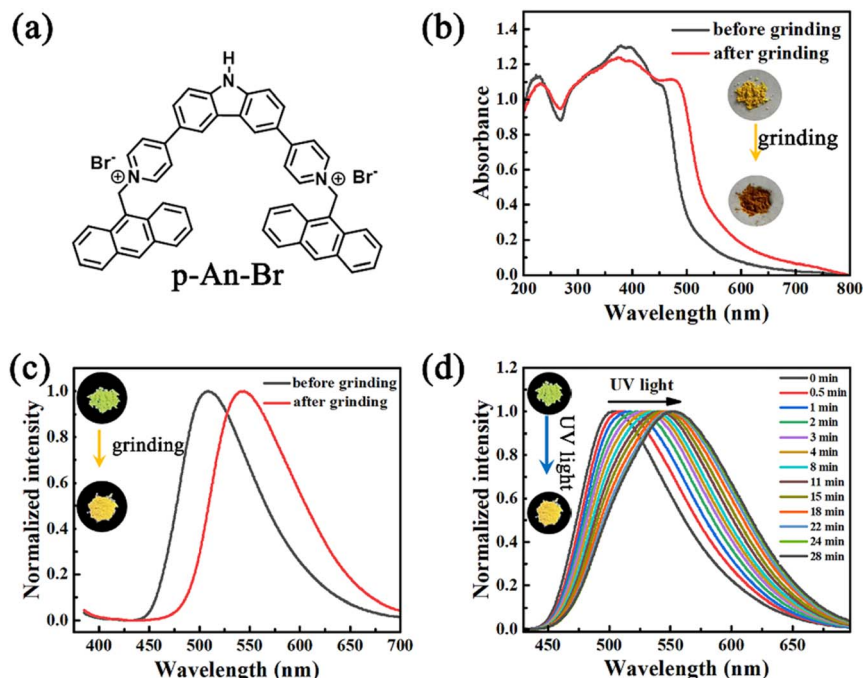 (a)
H
N
Br⁻
N
⊕
N
⊕
Br⁻
p-An-Br
(b)
before grinding
after grinding
grinding
Absorbance
1.4
1.2
1.0
0.8
0.6
0.4
0.2
0.0
200 300 400 500 600 700 800
Wavelength (nm)
(c)
before grinding
after grinding
grinding
Normalized intensity
1.0
0.8
0.6
0.4
0.2
0.0
400 450 500 550 600 650 700
Wavelength (nm)
(d)
UV light
UV light
0 min
0.5 min
1 min
2 min
3 min
4 min
8 min
11 min
15 min
18 min
22 min
24 min
28 min
Normalized intensity
1.2
1.0
0.8
0.6
0.4
0.2
0.0
450 500 550 600 650
Wavelength (nm)